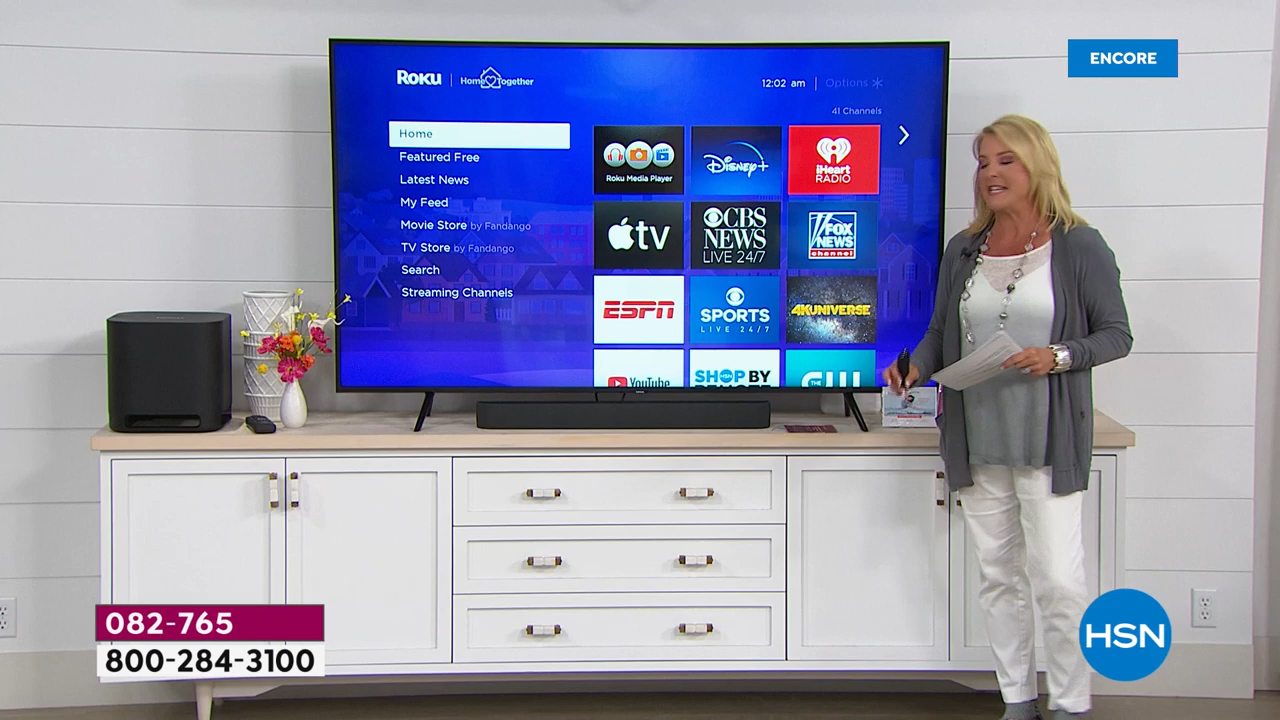 ENCORE
Roku | Home Together
12:02 am | Options
41 Channels
Home
Featured Free
Latest News
My Feed
Movie Store by Fandango
TV Store by Fandango
Search
Streaming Channels
Roku Media Player
Disney+
iHeart
RADIO
tv
CBS
NEWS
LIVE 24/7
FOX
NEWS
channel
ESPN
SPORTS
LIVE 24/7
4KUNIVERSE
YouTube
SHOP BY
THE CW
082-765
800-284-3100
HSN